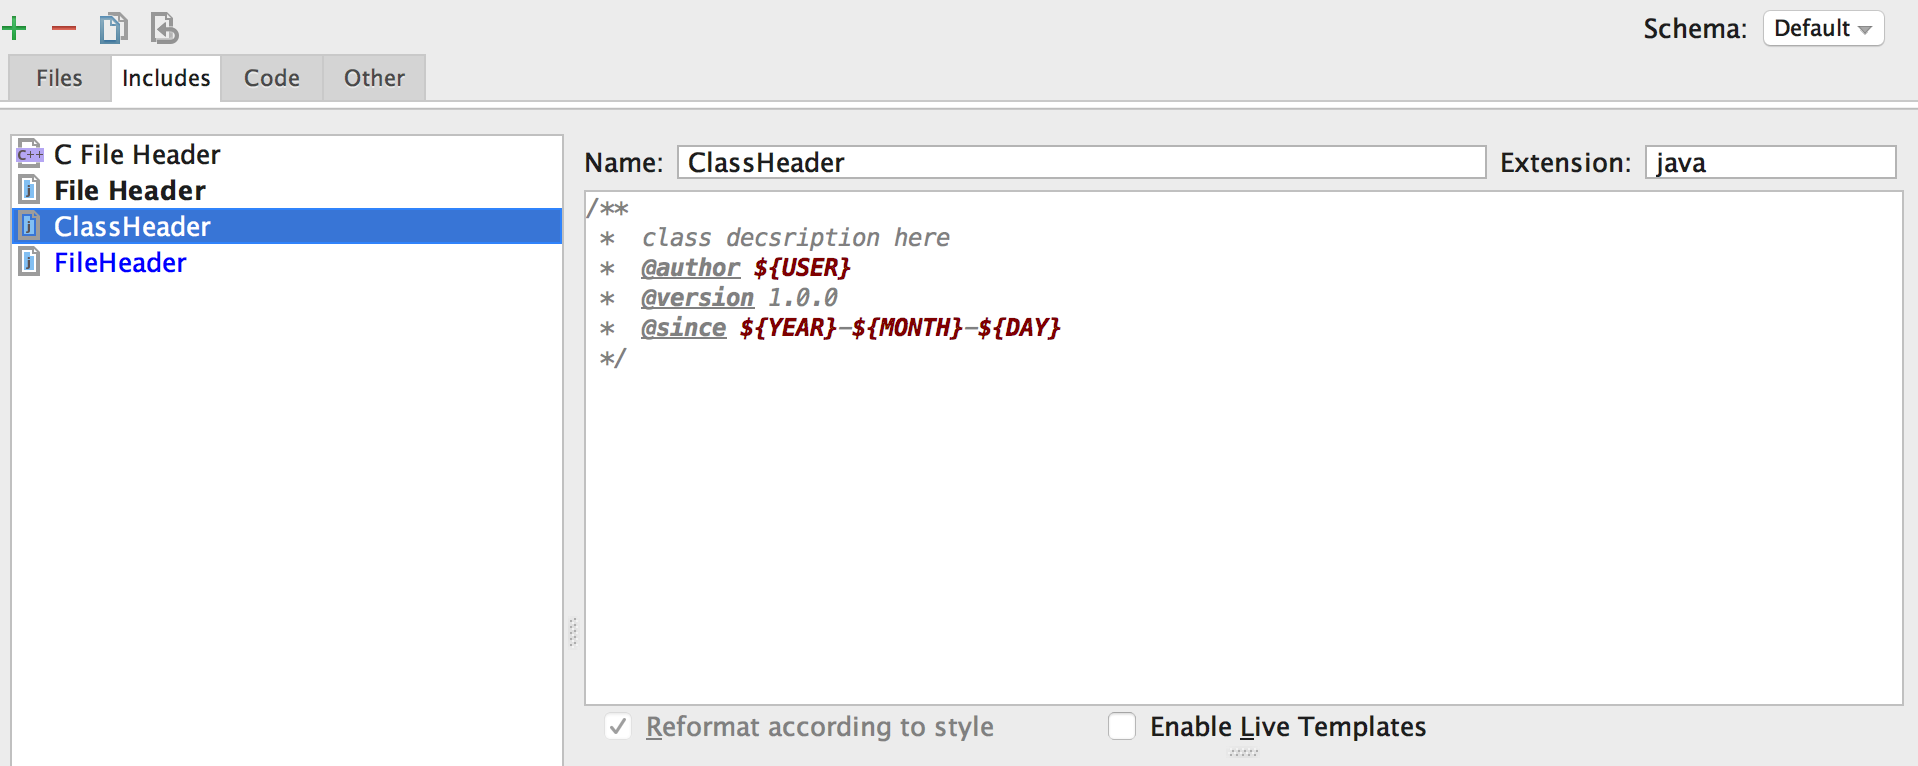 Schema: Default
Files Includes Code Other
C++ C File Header
j File Header
j ClassHeader
j FileHeader
Name: ClassHeader Extension: java
/**
* class decsription here
* @author ${USER}
* @version 1.0.0
* @since ${YEAR}-${MONTH}-${DAY}
*/
Reformat according to style Enable Live Templates